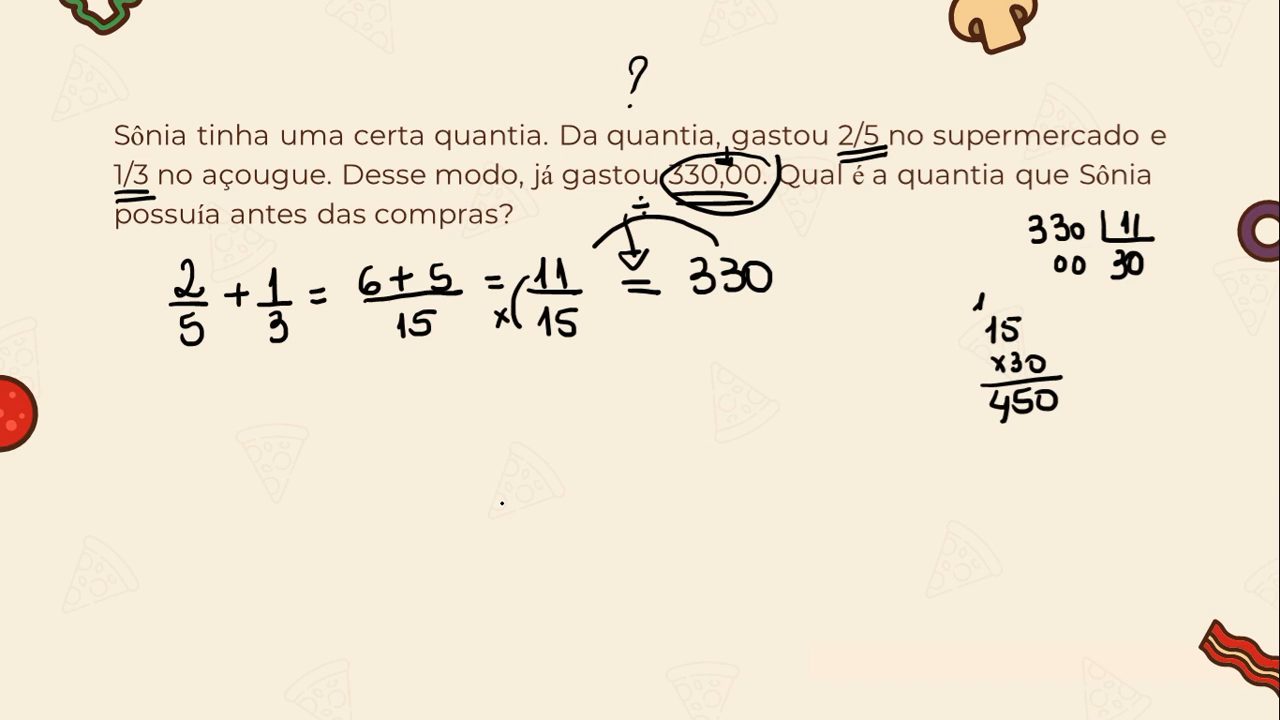 ?
Sônia tinha uma certa quantia. Da quantia, gastou 2/5 no supermercado e
1/3 no açougue. Desse modo, já gastou 330,00. Qual é a quantia que Sônia
possuía antes das compras?
÷
2/5 + 1/3 = 6+5/15 = x( 11/15 = 330
330 | 11
00 30
1
15
x30
450